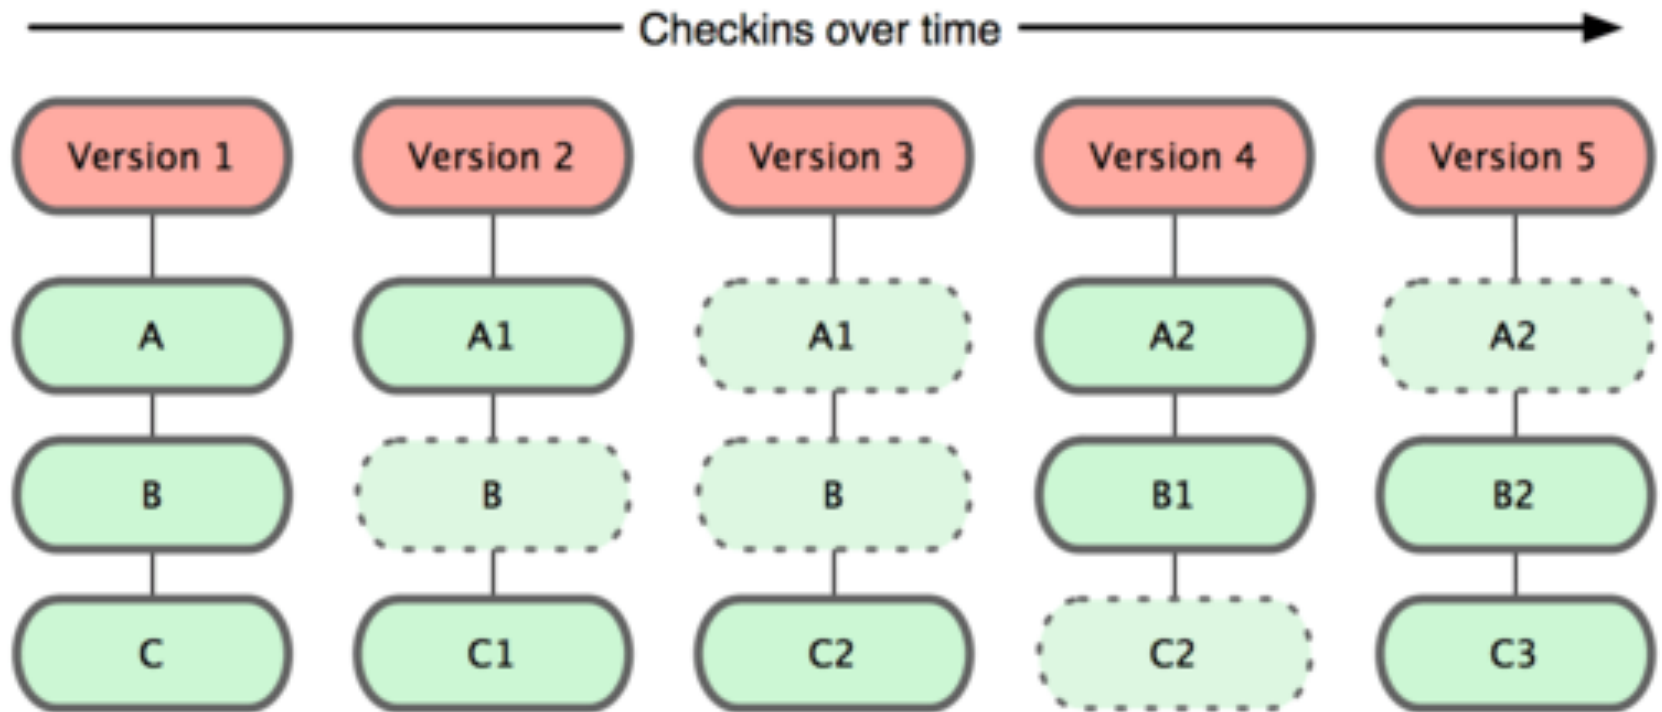 Checkins over time
Version 1 Version 2 Version 3 Version 4 Version 5
A A1 A1 A2 A2
B B B B1 B2
C C1 C2 C2 C3